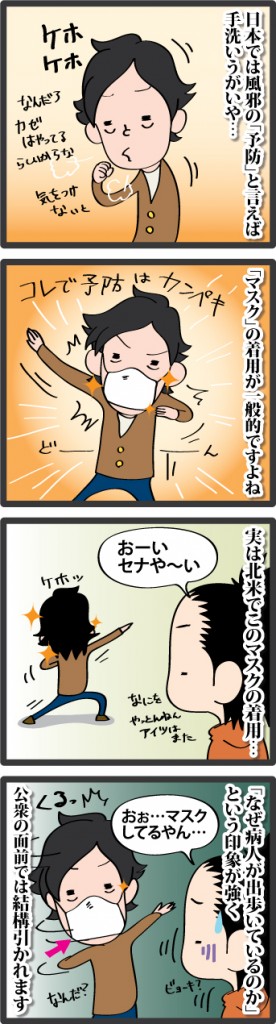 日本では風邪の「予防」と言えば
手洗いうがいや…
ケホ
ケホ
なんだろ
カゼ
はやってる
らしいからな
気をつけ
ないと
「マスク」の着用が一般的ですよね
コレで予防はカンペキ
どーん
実は北米でこのマスクの着用…
おーい
セナや〜い
ケホッ
なにを
やっとんねん
アイツは
また
「なぜ病人が出歩いているのか」
という印象が強く
くるっ
おぉ…マスク
してるやん…
なんだ?
ビョーキ?
公衆の面前では結構引かれます